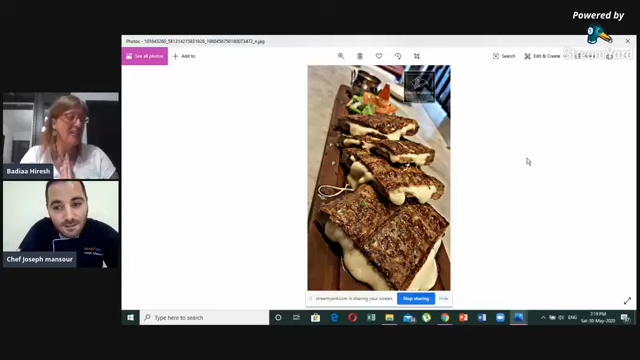 Powered by
StreamYard
Photos - 101643260_581314215831926_1860456750180073472_n.jpg
See all photos
Add to
Search
Edit & Create
Badiaa Hiresh
Chef Joseph mansour
streamyard.com is sharing your screen.
Stop sharing
Hide
Type here to search
ENG
7:19 PM
Sat 30-May-2020